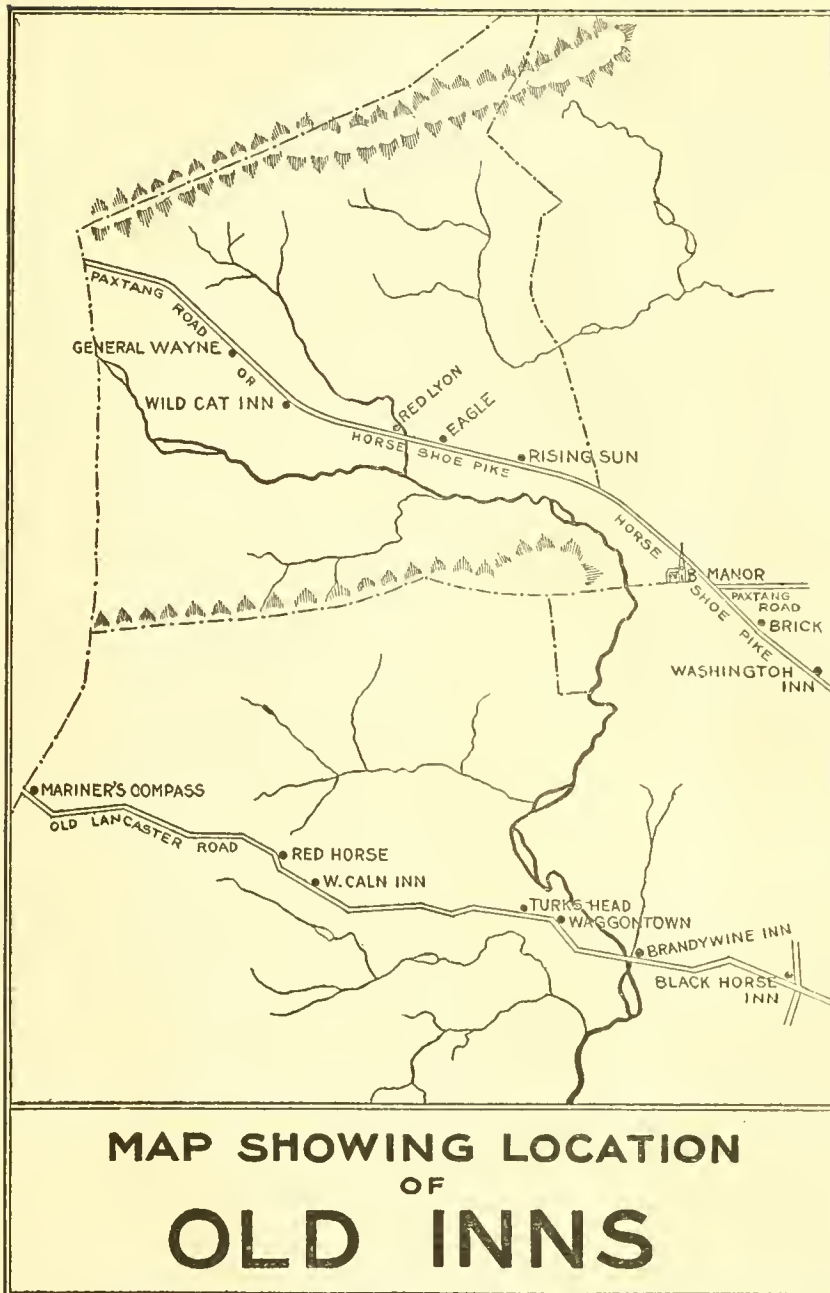 PAXTANG ROAD
GENERAL WAYNE
OR
WILD CAT INN
RED LYON
EAGLE
HORSE SHOE PIKE
RISING SUN
HORSE SHOE PIKE
MANOR
PAXTANG
ROAD
BRICK
WASHINGTON
INN
MARINER'S COMPASS
OLD LANCASTER ROAD
RED HORSE
W. CALN INN
TURKS HEAD
WAGGONTOWN
BRANDYWINE INN
BLACK HORSE
INN
MAP SHOWING LOCATION
OF
OLD INNS